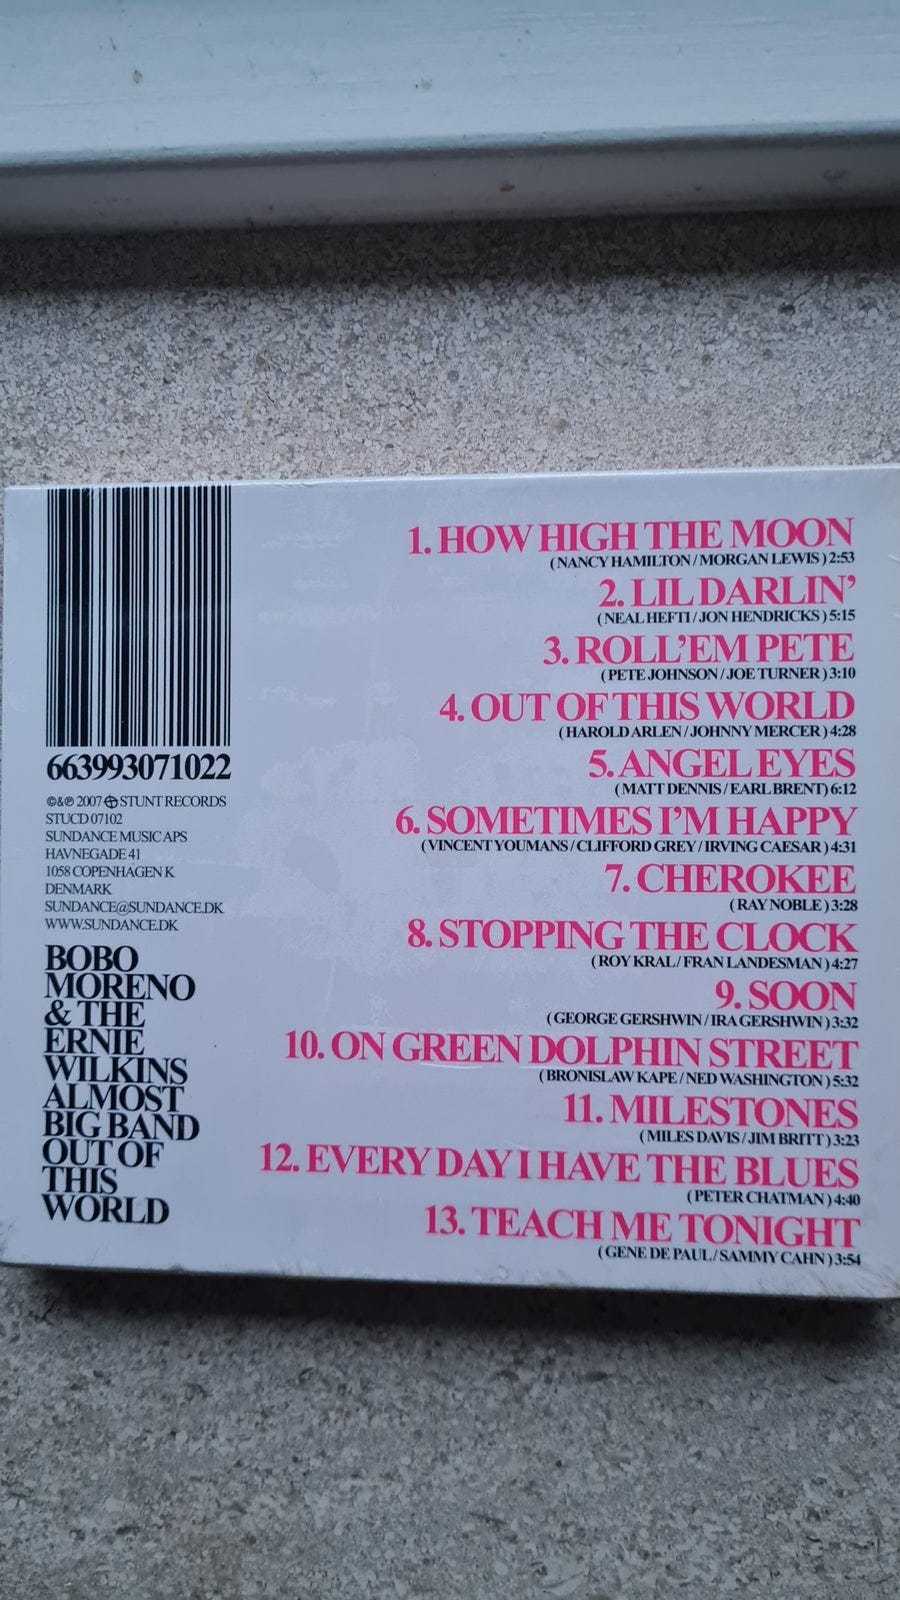 663993071022
©&℗ 2007 STUNT RECORDS
STUCD 07102
SUNDANCE MUSIC APS
HAVNEGADE 41
1058 COPENHAGEN K
DENMARK
SUNDANCE@SUNDANCE.DK
WWW.SUNDANCE.DK
BOBO
MORENO
& THE
ERNIE
WILKINS
ALMOST
BIG BAND
OUT OF
THIS
WORLD
1. HOW HIGH THE MOON
( NANCY HAMILTON / MORGAN LEWIS ) 2:53
2. LIL DARLIN'
( NEAL HEFTI / JON HENDRICKS ) 5:15
3. ROLL'EM PETE
( PETE JOHNSON / JOE TURNER ) 3:10
4. OUT OF THIS WORLD
( HAROLD ARLEN / JOHNNY MERCER ) 4:28
5. ANGEL EYES
( MATT DENNIS / EARL BRENT) 6:12
6. SOMETIMES I'M HAPPY
( VINCENT YOUMANS / CLIFFORD GREY / IRVING CAESAR ) 4:31
7. CHEROKEE
( RAY NOBLE ) 3:28
8. STOPPING THE CLOCK
( ROY KRAL / FRAN LANDESMAN ) 4:27
9. SOON
( GEORGE GERSHWIN / IRA GERSHWIN ) 3:32
10. ON GREEN DOLPHIN STREET
( BRONISLAW KAPE / NED WASHINGTON ) 5:32
11. MILESTONES
( MILES DAVIS / JIM BRITT ) 3:23
12. EVERY DAY I HAVE THE BLUES
( PETER CHATMAN ) 4:40
13. TEACH ME TONIGHT
( GENE DE PAUL / SAMMY CAHN ) 3:54